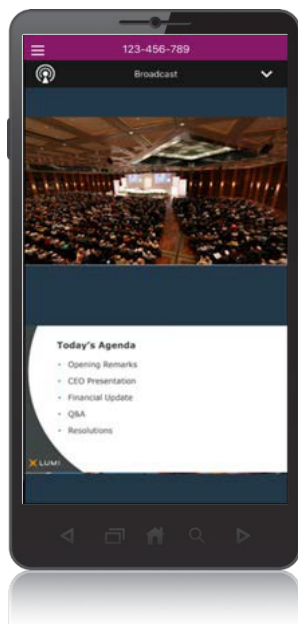 123-456-789
Broadcast
Today's Agenda
• Opening Remarks
• CEO Presentation
• Financial Update
• Q&A
• Resolutions
LUMI